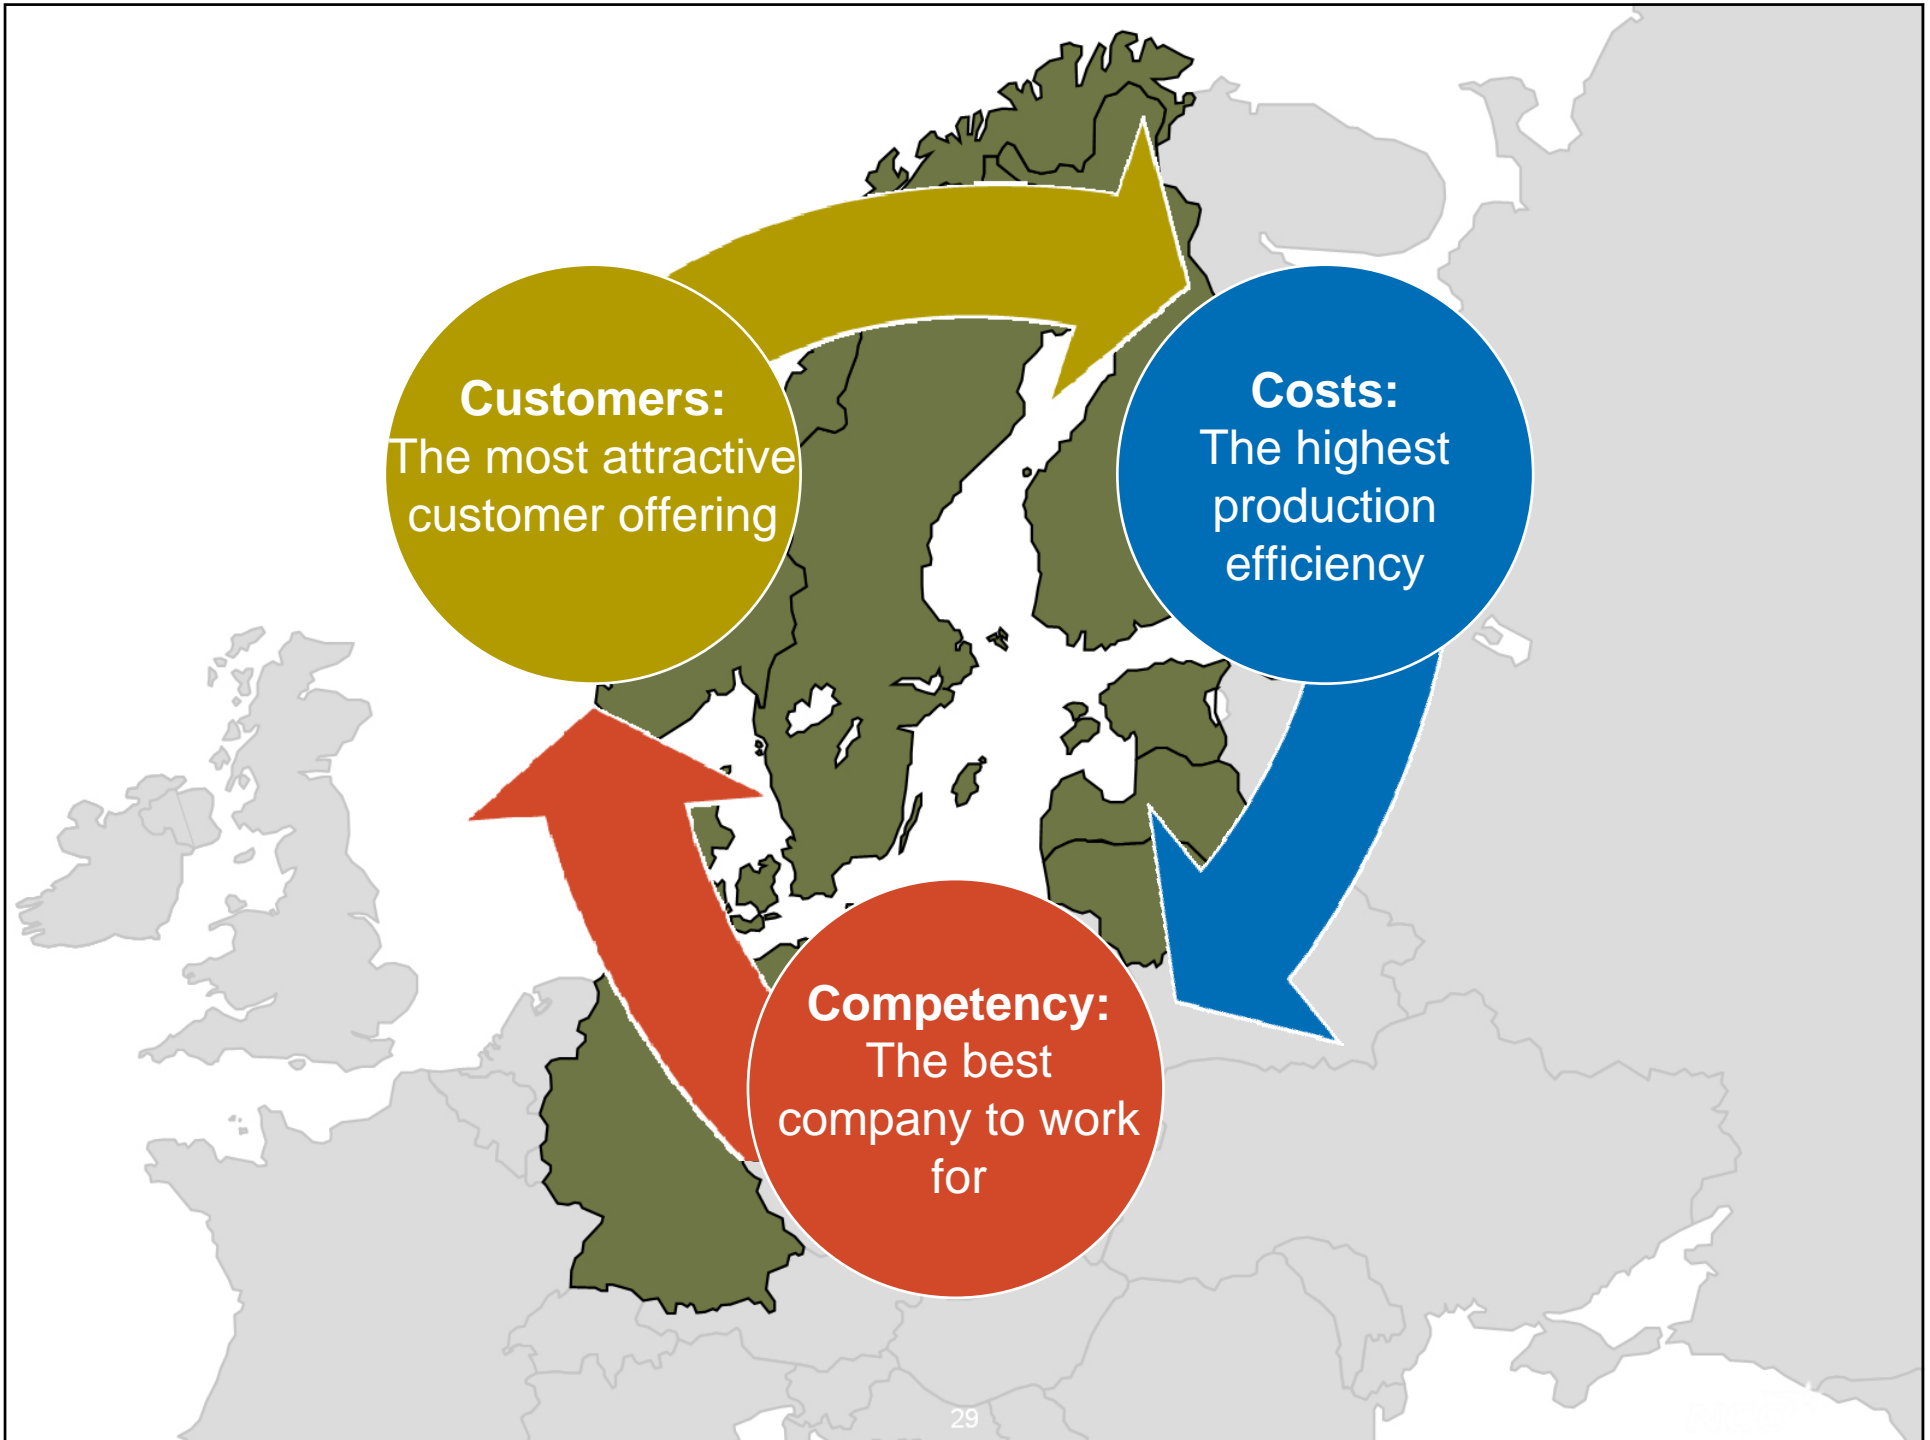 Customers:
The most attractive
customer offering
Costs:
The highest
production
efficiency
Competency:
The best
company to work
for
29